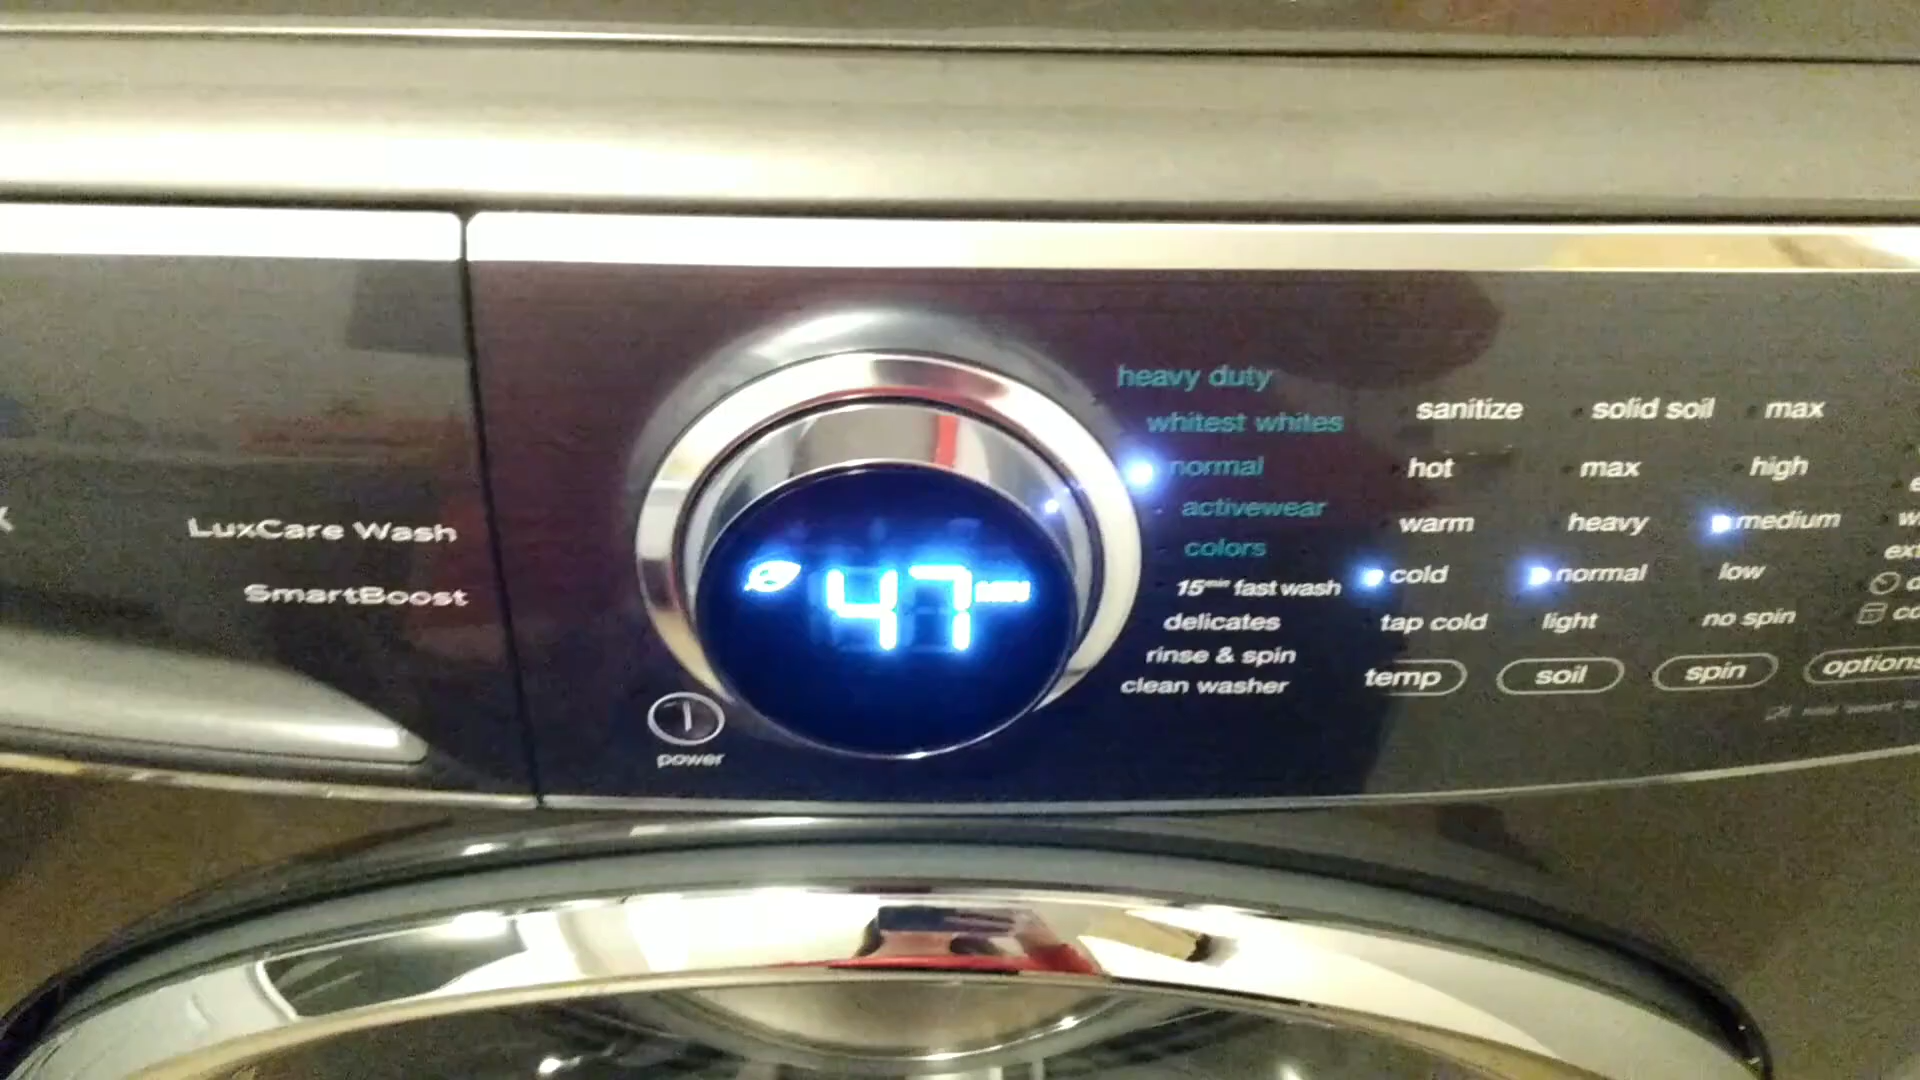 LuxCare Wash
SmartBoost
power
47 MIN
heavy duty
whitest whites
normal
activewear
colors
15min fast wash
delicates
rinse & spin
clean washer
sanitize
hot
warm
cold
tap cold
temp
solid soil
max
heavy
normal
light
soil
max
high
medium
low
no spin
spin
options